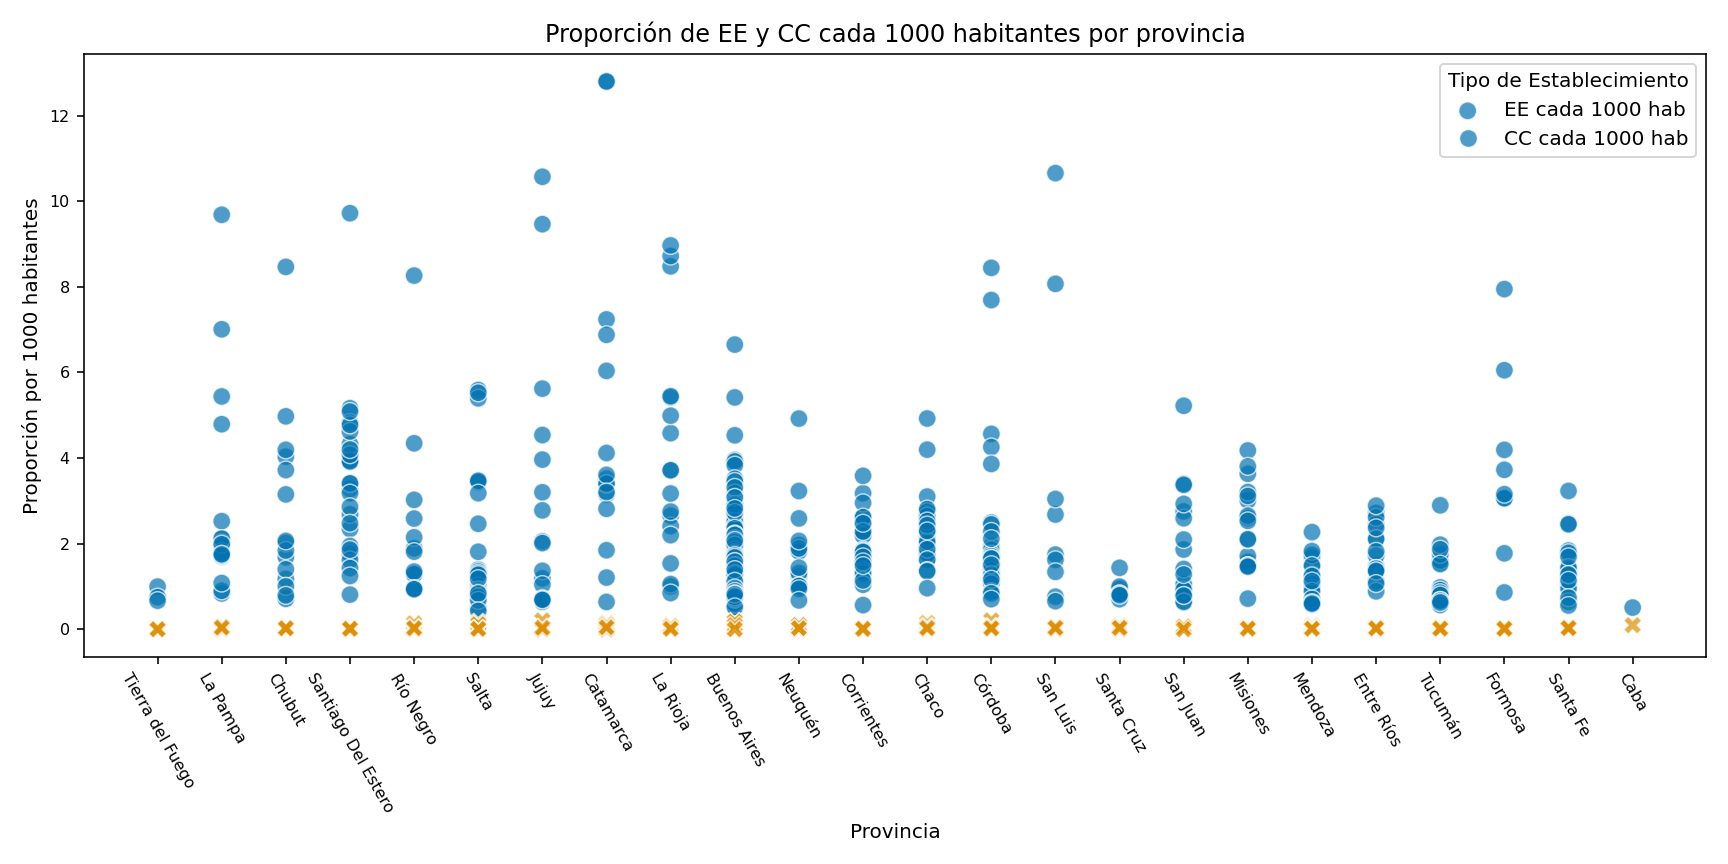 Proporción de EE y CC cada 1000 habitantes por provincia
Tipo de Establecimiento
EE cada 1000 hab
CC cada 1000 hab
Proporción por 1000 habitantes
12
10
8
6
4
2
0
Tierra del Fuego
La Pampa
Chubut
Santiago Del Estero
Río Negro
Salta
Jujuy
Catamarca
La Rioja
Buenos Aires
Neuquén
Corrientes
Chaco
Córdoba
San Luis
Santa Cruz
San Juan
Misiones
Mendoza
Entre Ríos
Tucumán
Formosa
Santa Fe
Caba
Provincia